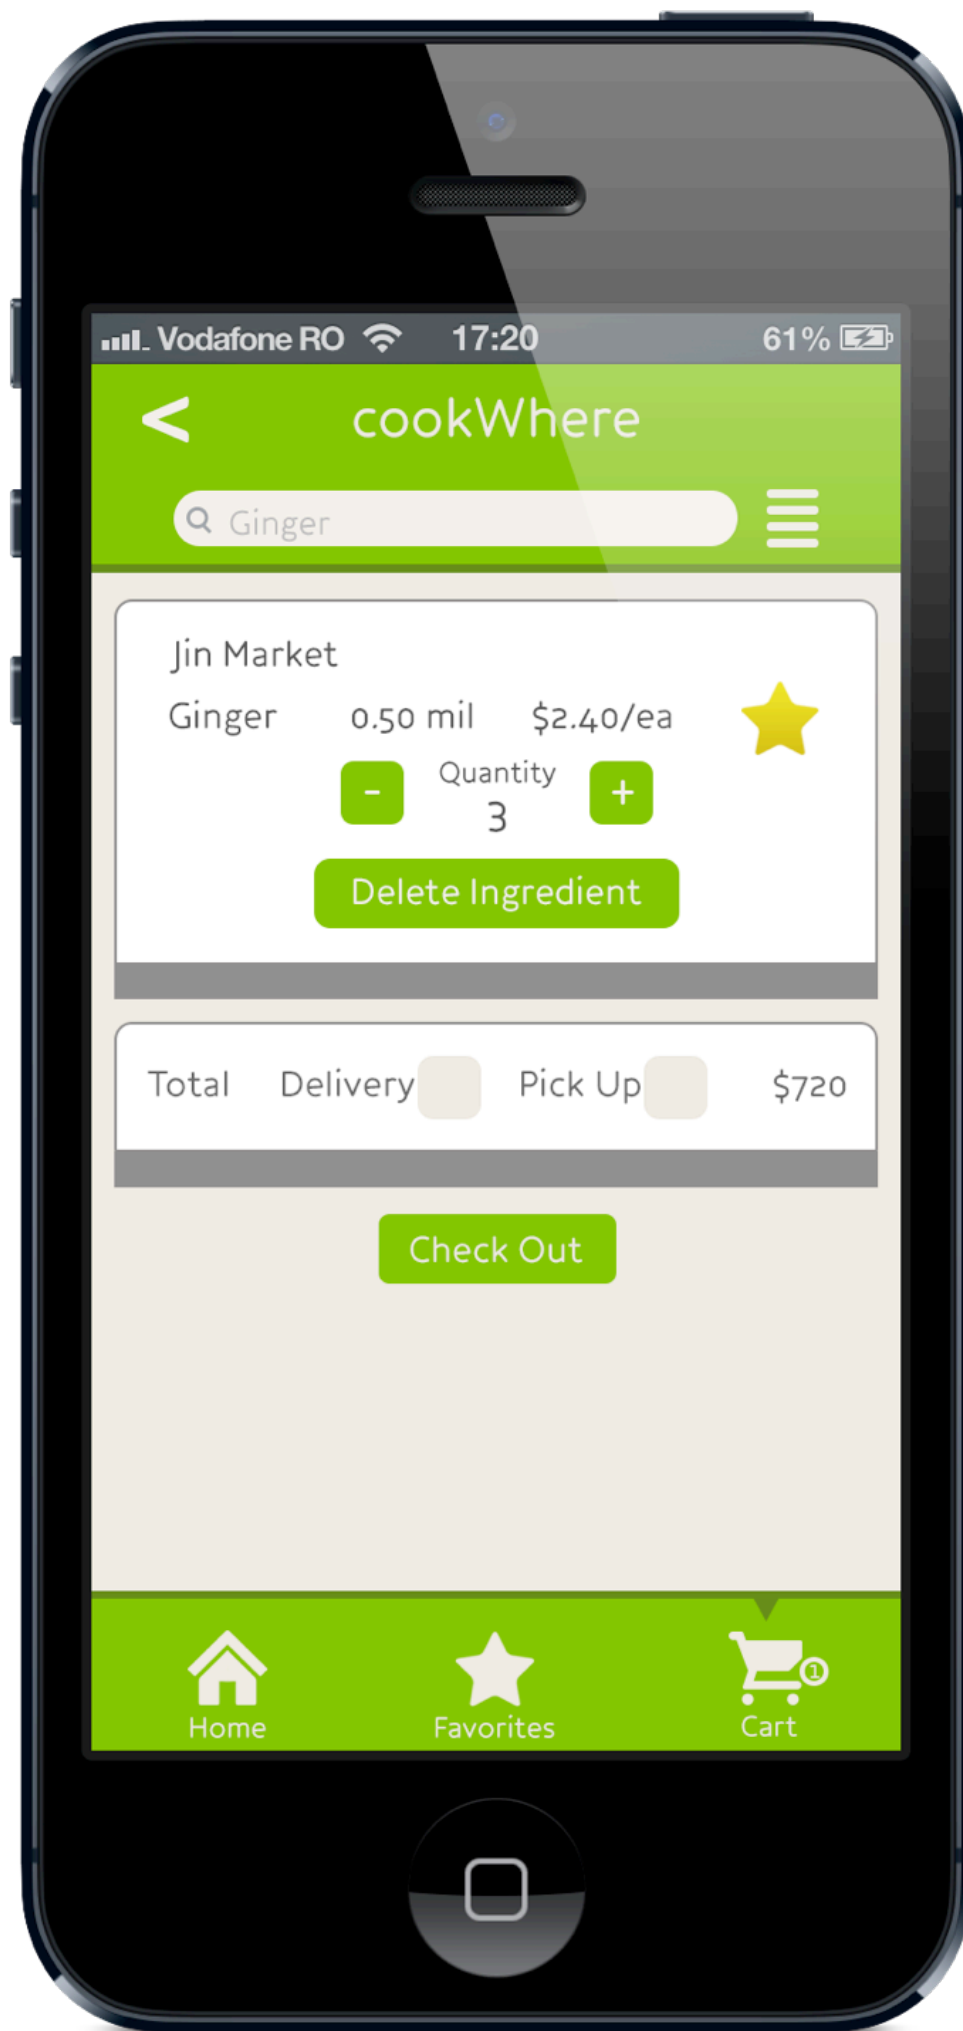 Vodafone RO 17:20 61%
< cookWhere
Ginger
Jin Market
Ginger 0.50 mil $2.40/ea
Quantity
- 3 +
Delete Ingredient
Total Delivery Pick Up $720
Check Out
1
Home Favorites Cart